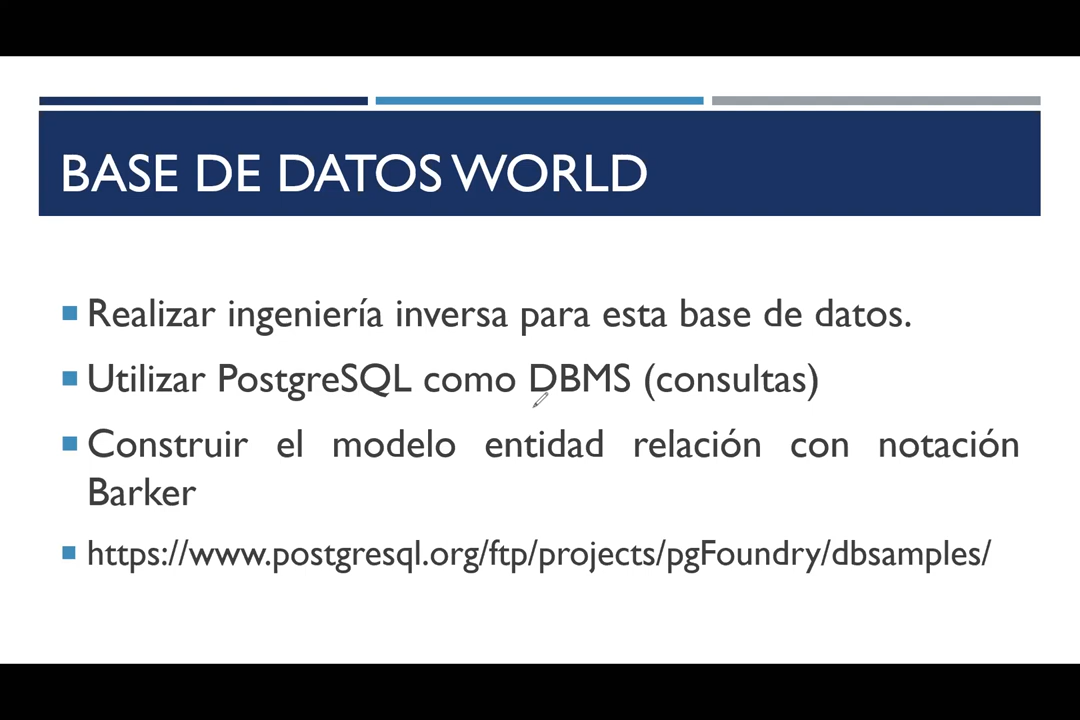 BASE DE DATOS WORLD
Realizar ingeniería inversa para esta base de datos.
Utilizar PostgreSQL como DBMS (consultas)
Construir el modelo entidad relación con notación
Barker
https://www.postgresql.org/ftp/projects/pgFoundry/dbsamples/